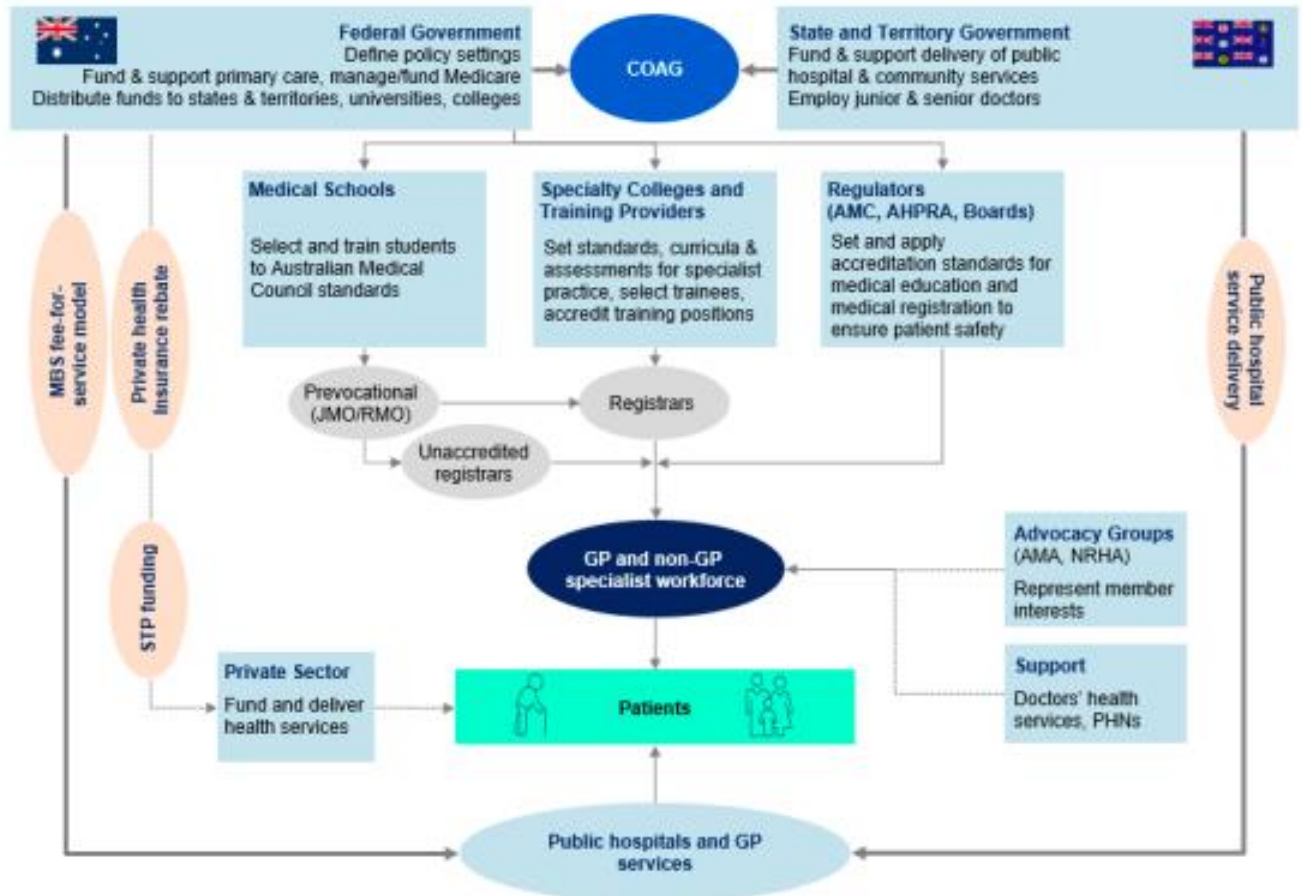 Federal Government
Define policy settings
Fund & support primary care, manage/fund Medicare
Distribute funds to states & territories, universities, colleges
COAG
State and Territory Government
Fund & support delivery of public
hospital & community services
Employ junior & senior doctors
Medical Schools
Select and train students
to Australian Medical
Council standards
Specialty Colleges and
Training Providers
Set standards, curricula &
assessments for specialist
practice, select trainees,
accredit training positions
Regulators
(AMC, AHPRA, Boards)
Set and apply
accreditation standards for
medical education and
medical registration to
ensure patient safety
MBS fee-for-
service model
Private health
Insurance rebate
Public hospital
service delivery
Prevocational
(JMO/RMO)
Registrars
Unaccredited
registrars
GP and non-GP
specialist workforce
Advocacy Groups
(AMA, NRHA)
Represent member
interests
STP funding
Private Sector
Fund and deliver
health services
Patients
Support
Doctors' health
services, PHNs
Public hospitals and GP
services